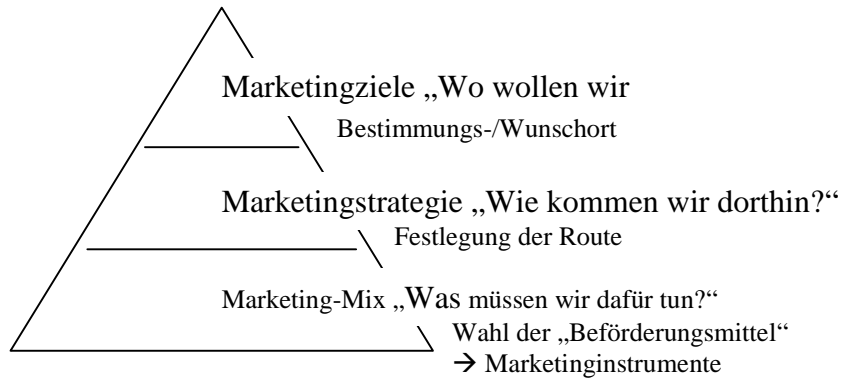 Marketingziele „Wo wollen wir
Bestimmungs-/Wunschort
Marketingstrategie „Wie kommen wir dorthin?“
Festlegung der Route
Marketing-Mix „Was müssen wir dafür tun?“
Wahl der „Beförderungsmittel“
→ Marketinginstrumente